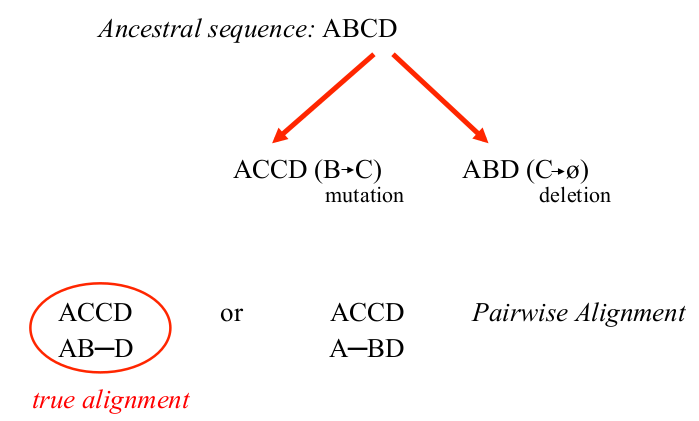 Ancestral sequence: ABCD
ACCD (B→C) ABD (C→ø)
mutation deletion
ACCD or ACCD Pairwise Alignment
AB─D A─BD
true alignment